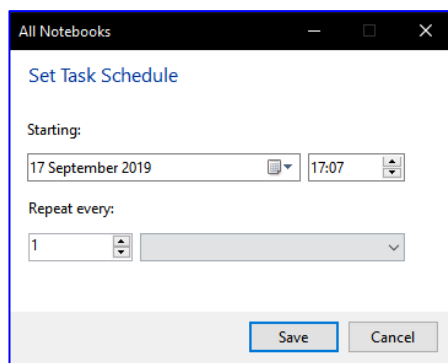 All Notebooks
Set Task Schedule
Starting:
17 September 2019 17:07
Repeat every:
1
Save Cancel